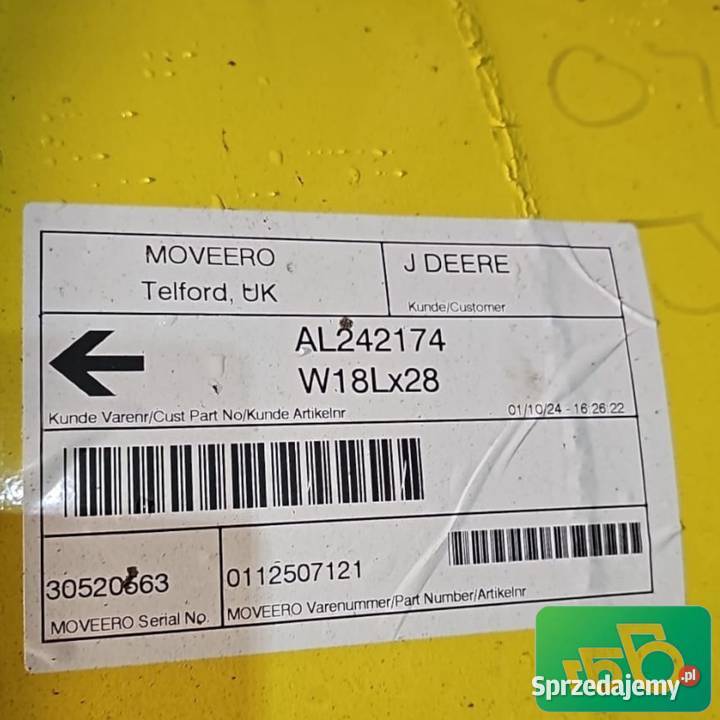 MOVEERO
Telford, UK
J DEERE
Kunde/Customer
AL242174
W18Lx28
Kunde Varenr/Cust Part No/Kunde Artikelnr
01/10/24 - 16:26:22
30520663
MOVEERO Serial No.
0112507121
MOVEERO Varenummer/Part Number/Artikelnr
Sprzedajemy.pl